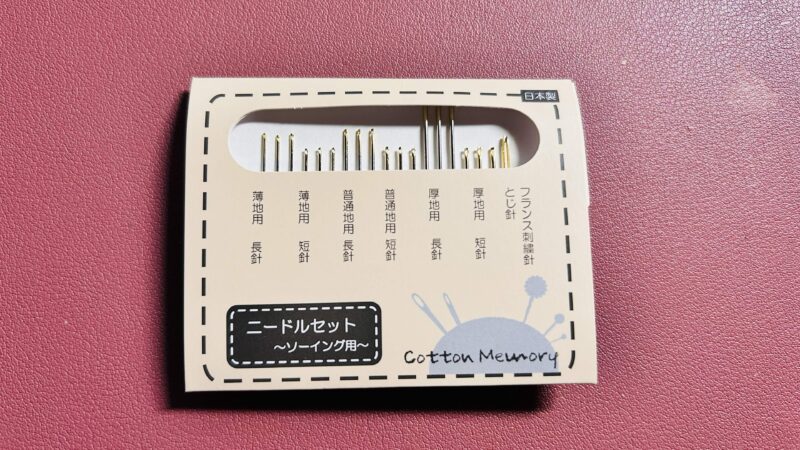 日本製
薄地用 長針
薄地用 短針
普通地用 長針
普通地用 短針
厚地用 長針
厚地用 短針
フランス刺繍針
とじ針
ニードルセット
～ソーイング用～
Cotton Memory